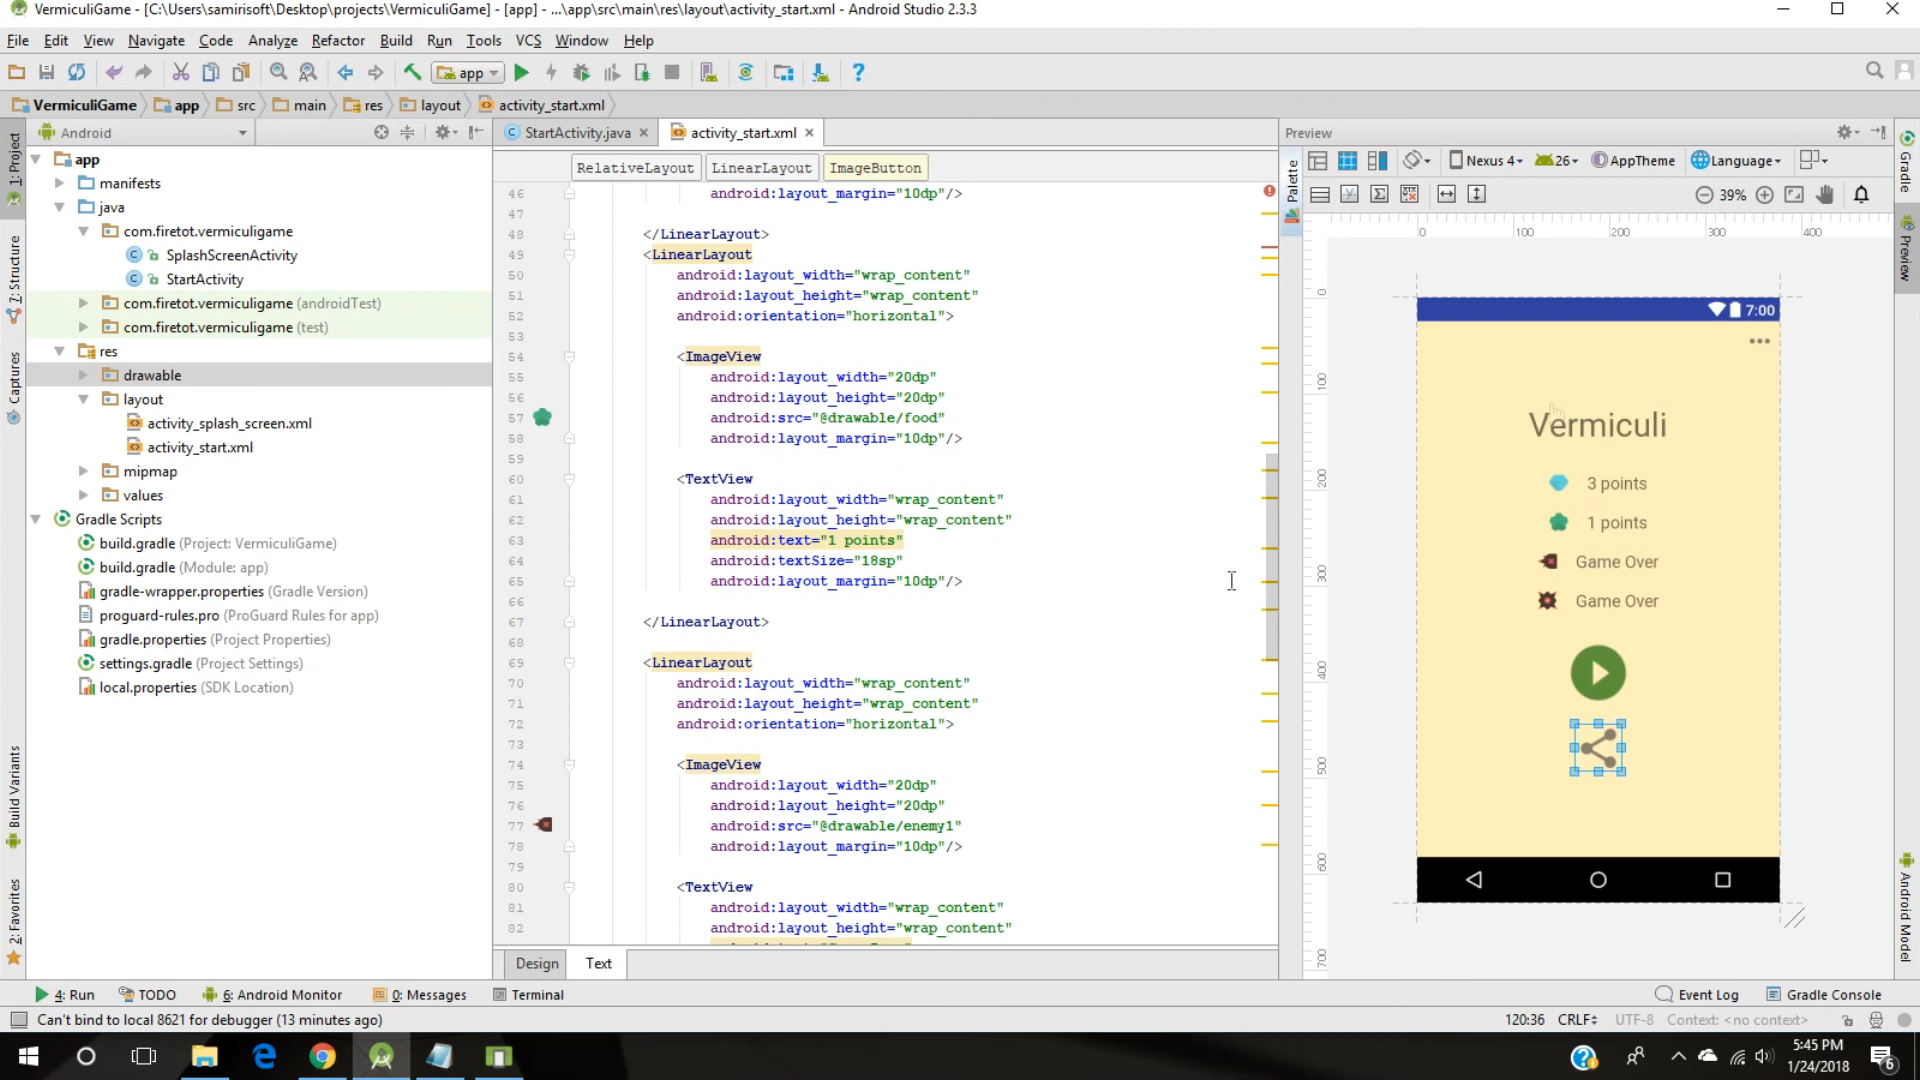 VermiculiGame - [C:\Users\samirisoft\Desktop\projects\VermiculiGame] - [app] - ...\app\src\main\res\layout\activity_start.xml - Android Studio 2.3.3
File Edit View Navigate Code Analyze Refactor Build Run Tools VCS Window Help
app
VermiculiGame app src main res layout activity_start.xml
Android
StartActivity.java
activity_start.xml
Preview
1: Project
7: Structure
Captures
Build Variants
2: Favorites
app
manifests
java
com.firetot.vermiculigame
SplashScreenActivity
StartActivity
com.firetot.vermiculigame (androidTest)
com.firetot.vermiculigame (test)
res
drawable
layout
activity_splash_screen.xml
activity_start.xml
mipmap
values
Gradle Scripts
build.gradle (Project: VermiculiGame)
build.gradle (Module: app)
gradle-wrapper.properties (Gradle Version)
proguard-rules.pro (ProGuard Rules for app)
gradle.properties (Project Properties)
settings.gradle (Project Settings)
local.properties (SDK Location)
RelativeLayout LinearLayout ImageButton
46 android:layout_margin="10dp"/>
47
48 </LinearLayout>
49 <LinearLayout
50 android:layout_width="wrap_content"
51 android:layout_height="wrap_content"
52 android:orientation="horizontal">
53
54 <ImageView
55 android:layout_width="20dp"
56 android:layout_height="20dp"
57 android:src="@drawable/food"
58 android:layout_margin="10dp"/>
59
60 <TextView
61 android:layout_width="wrap_content"
62 android:layout_height="wrap_content"
63 android:text="1 points"
64 android:textSize="18sp"
65 android:layout_margin="10dp"/>
66
67 </LinearLayout>
68
69 <LinearLayout
70 android:layout_width="wrap_content"
71 android:layout_height="wrap_content"
72 android:orientation="horizontal">
73
74 <ImageView
75 android:layout_width="20dp"
76 android:layout_height="20dp"
77 android:src="@drawable/enemy1"
78 android:layout_margin="10dp"/>
79
80 <TextView
81 android:layout_width="wrap_content"
82 android:layout_height="wrap_content"
Design Text
Palette
Nexus 4 26 AppTheme Language
39%
0 100 200 300 400
0
100
200
300
400
500
600
700
7:00
Vermiculi
3 points
1 points
Game Over
Game Over
Gradle
Preview
Android Model
4: Run TODO 6: Android Monitor 0: Messages Terminal
Event Log Gradle Console
Can't bind to local 8621 for debugger (13 minutes ago)
120:36 CRLF UTF-8 Context: <no context>
5:45 PM
1/24/2018
6